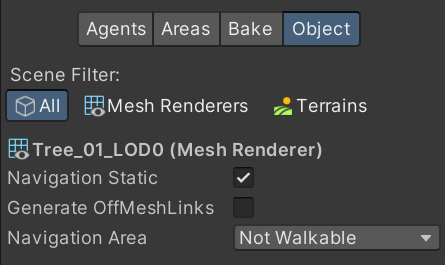 Agents Areas Bake Object
Scene Filter:
All Mesh Renderers Terrains
Tree_01_LOD0 (Mesh Renderer)
Navigation Static
Generate OffMeshLinks
Navigation Area Not Walkable